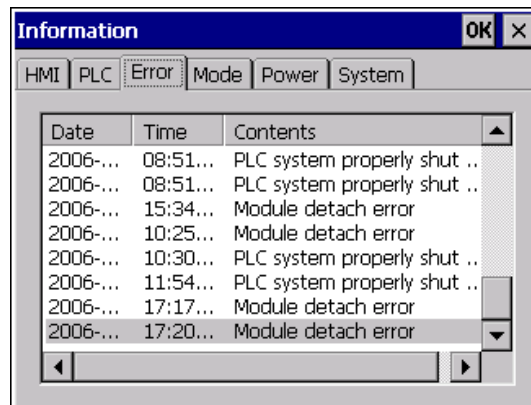 Information OK ×
HMI PLC Error Mode Power System
Date Time Contents
2006-... 08:51... PLC system properly shut ..
2006-... 08:51... PLC system properly shut ..
2006-... 15:34... Module detach error
2006-... 10:25... Module detach error
2006-... 10:30... PLC system properly shut ..
2006-... 11:54... PLC system properly shut ..
2006-... 17:17... Module detach error
2006-... 17:20... Module detach error